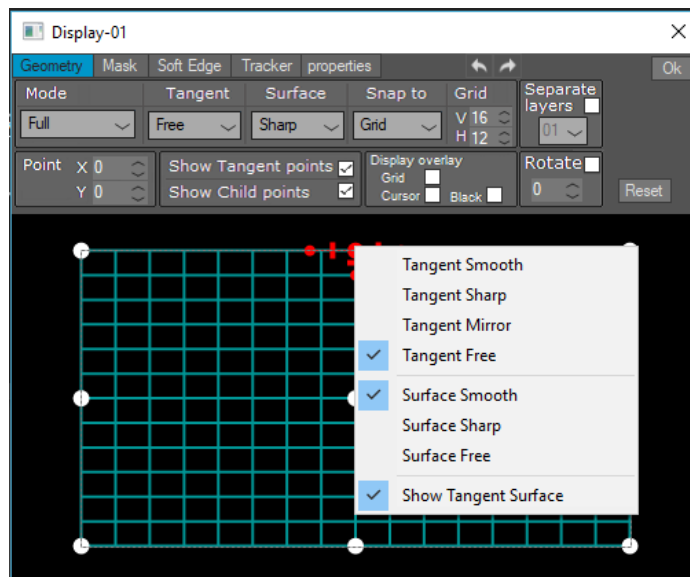 Display-01
Geometry Mask Soft Edge Tracker properties
Ok
Mode Tangent Surface Snap to Grid Separate layers
Full Free Sharp Grid V 16 H 12 01
Point X 0 Y 0
Show Tangent points
Show Child points
Display overlay
Grid
Cursor Black
Rotate
0
Reset
Tangent Smooth
Tangent Sharp
Tangent Mirror
Tangent Free
Surface Smooth
Surface Sharp
Surface Free
Show Tangent Surface